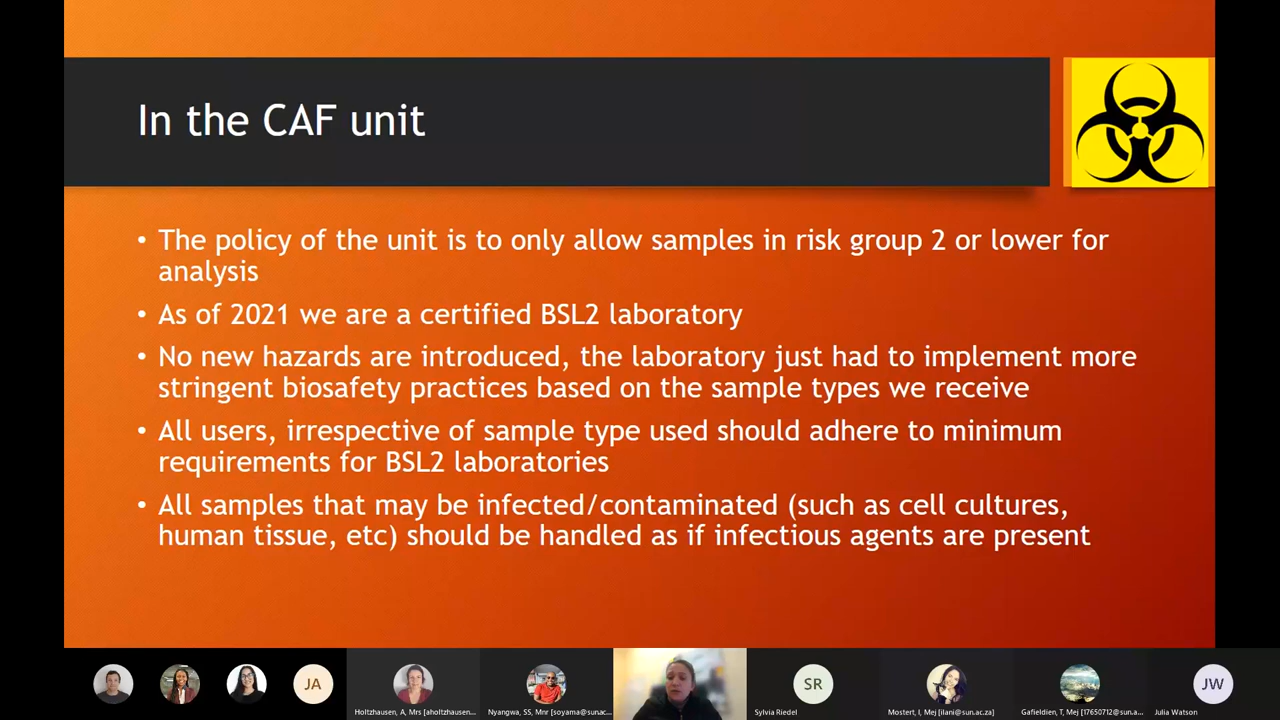 In the CAF unit
• The policy of the unit is to only allow samples in risk group 2 or lower for
analysis
• As of 2021 we are a certified BSL2 laboratory
• No new hazards are introduced, the laboratory just had to implement more
stringent biosafety practices based on the sample types we receive
• All users, irrespective of sample type used should adhere to minimum
requirements for BSL2 laboratories
• All samples that may be infected/contaminated (such as cell cultures,
human tissue, etc) should be handled as if infectious agents are present
JA
SR
JW
Holtzhausen, A, Mrs [aholtzhausen...
Nyangwa, SS, Mnr [soyama@sunac...
Sylvia Riedel
Mostert, I, Mej [ilani@sun.ac.za]
Gafieldien, T, Mej [17650712@sun.a...
Julia Watson